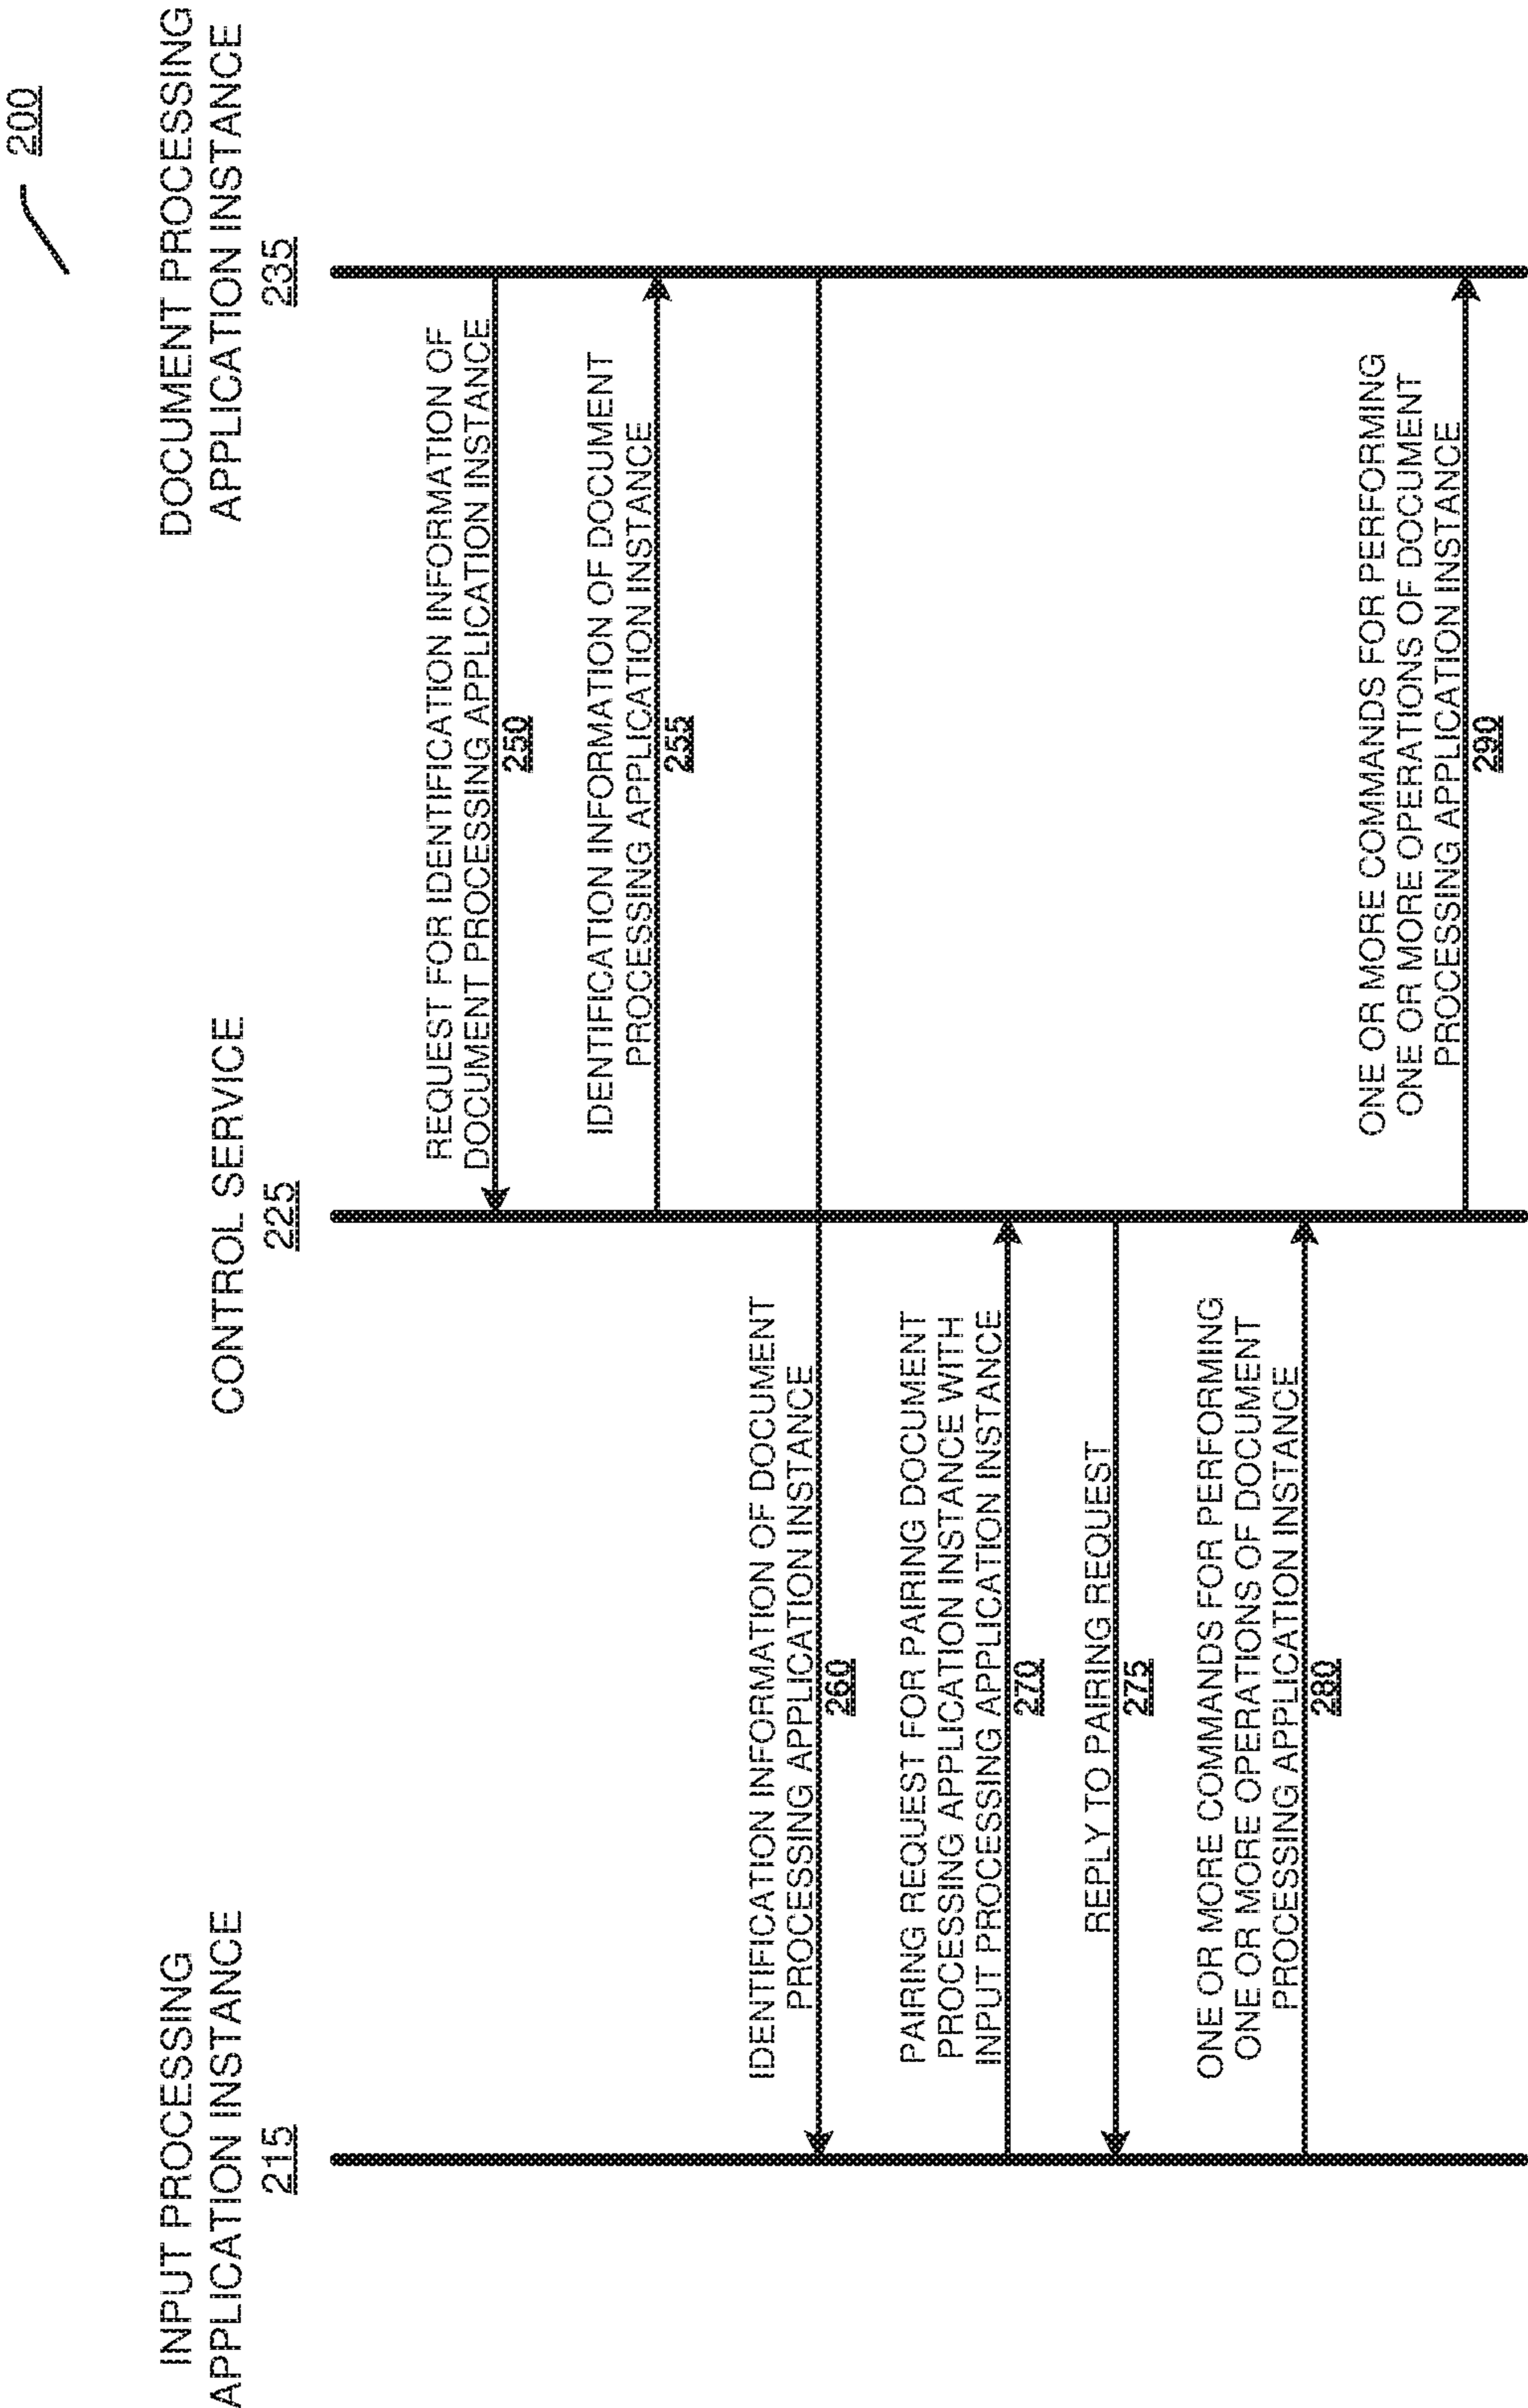 200
INPUT PROCESSING
APPLICATION INSTANCE
215
CONTROL SERVICE
225
DOCUMENT PROCESSING
APPLICATION INSTANCE
235
REQUEST FOR IDENTIFICATION INFORMATION OF
DOCUMENT PROCESSING APPLICATION INSTANCE
250
IDENTIFICATION INFORMATION OF DOCUMENT
PROCESSING APPLICATION INSTANCE
255
IDENTIFICATION INFORMATION OF DOCUMENT
PROCESSING APPLICATION INSTANCE
260
PAIRING REQUEST FOR PAIRING DOCUMENT
PROCESSING APPLICATION INSTANCE WITH
INPUT PROCESSING APPLICATION INSTANCE
270
REPLY TO PAIRING REQUEST
275
ONE OR MORE COMMANDS FOR PERFORMING
ONE OR MORE OPERATIONS OF DOCUMENT
PROCESSING APPLICATION INSTANCE
280
ONE OR MORE COMMANDS FOR PERFORMING
ONE OR MORE OPERATIONS OF DOCUMENT
PROCESSING APPLICATION INSTANCE
290